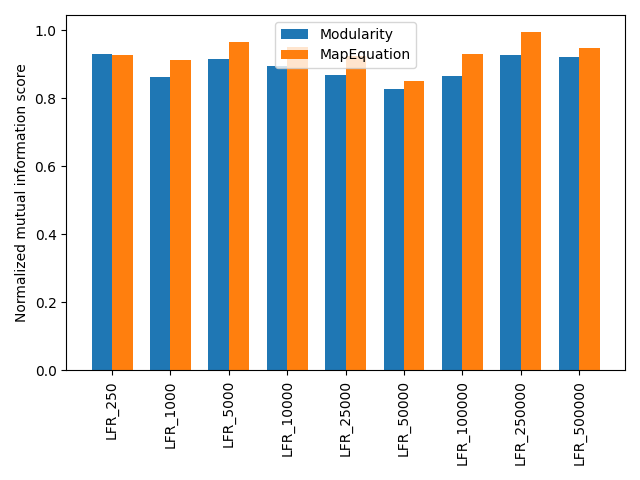 Modularity
MapEquation
Normalized mutual information score
1.0
0.8
0.6
0.4
0.2
0.0
LFR_250
LFR_1000
LFR_5000
LFR_10000
LFR_25000
LFR_50000
LFR_100000
LFR_250000
LFR_500000